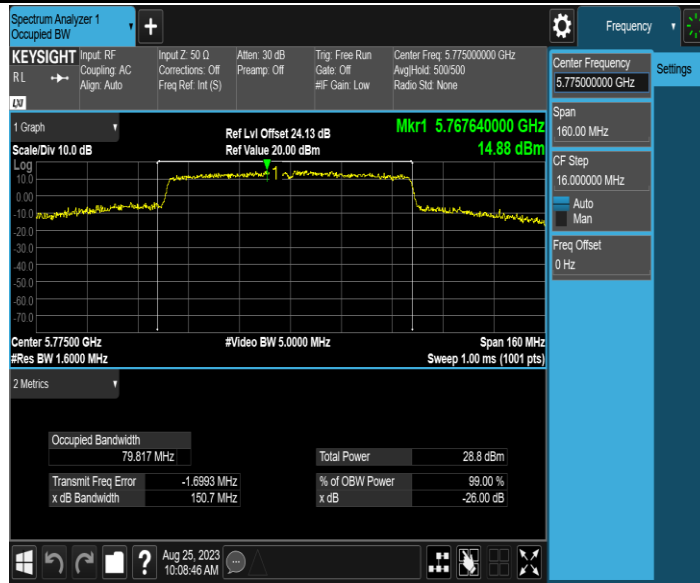 Spectrum Analyzer 1
Occupied BW
Frequency
KEYSIGHT
RL
LXI
Input: RF
Coupling: AC
Align: Auto
Input Z: 50 Ω
Corrections: Off
Freq Ref: Int (S)
Atten: 30 dB
Preamp: Off
Trig: Free Run
Gate: Off
#IF Gain: Low
Center Freq: 5.775000000 GHz
Avg|Hold: 500/500
Radio Std: None
Center Frequency
5.775000000 GHz
Settings
Span
160.00 MHz
CF Step
16.000000 MHz
Auto
Man
Freq Offset
0 Hz
1 Graph
Scale/Div 10.0 dB
Ref Lvl Offset 24.13 dB
Ref Value 20.00 dBm
Mkr1 5.767640000 GHz
14.88 dBm
Log
10.0
0.00
-10.0
-20.0
-30.0
-40.0
-50.0
-60.0
-70.0
1
Center 5.77500 GHz
#Res BW 1.6000 MHz
#Video BW 5.0000 MHz
Span 160 MHz
Sweep 1.00 ms (1001 pts)
2 Metrics
Occupied Bandwidth
79.817 MHz
Total Power 28.8 dBm
Transmit Freq Error -1.6993 MHz
% of OBW Power 99.00 %
x dB Bandwidth 150.7 MHz
x dB -26.00 dB
?
Aug 25, 2023
10:08:46 AM